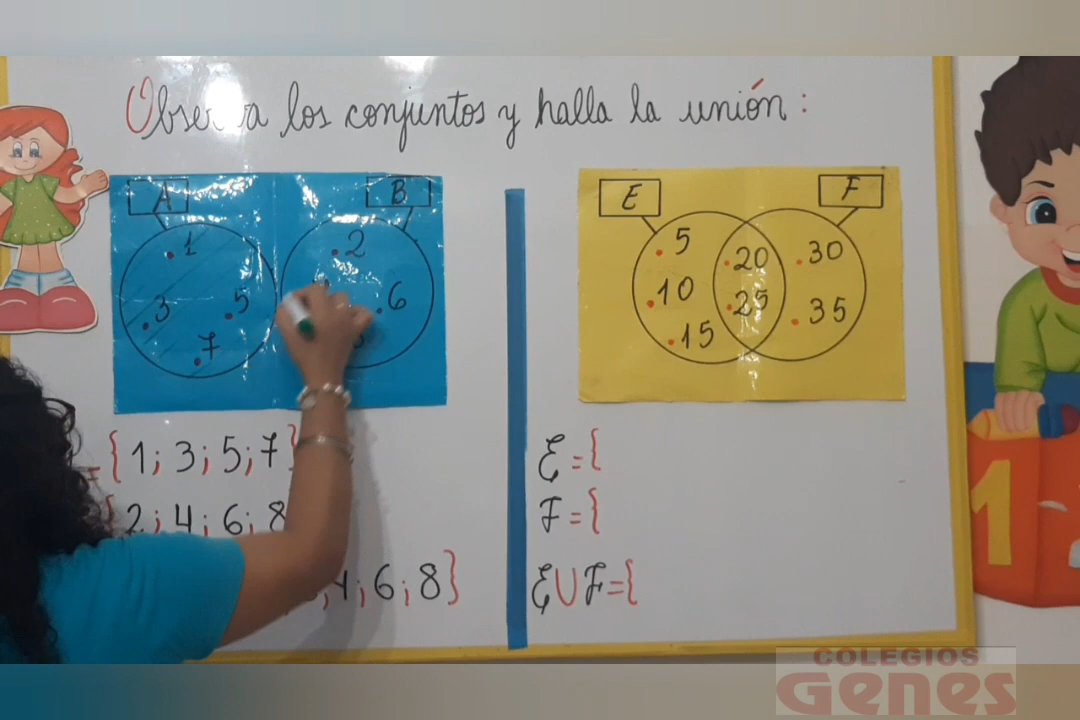 Observa los conjuntos y halla la unión:
A
B
.1
.3
.5
.7
.2
.6
E
F
.5
.10
.15
.20
.25
.30
.35
={1; 3; 5; 7}
{2; 4; 6; 8
; 4; 6; 8}
E={
F={
E∪F={
1
COLEGIOS
Genes